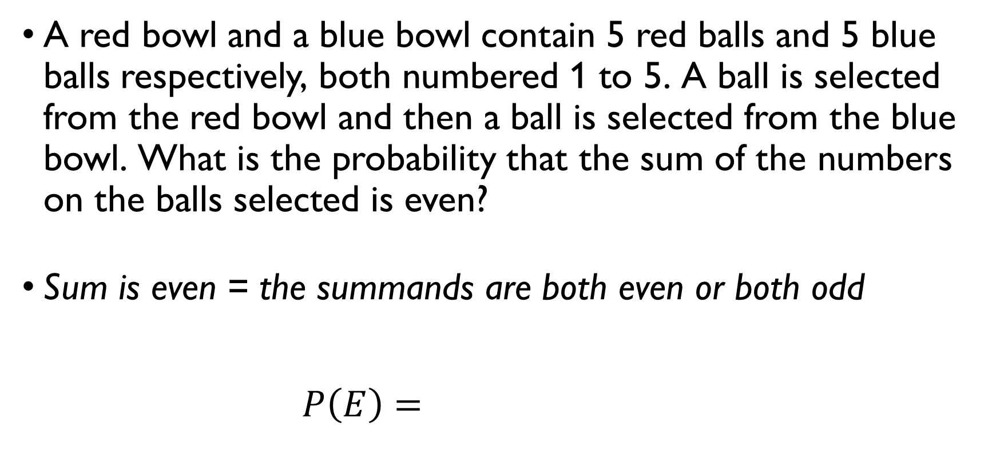 • A red bowl and a blue bowl contain 5 red balls and 5 blue
balls respectively, both numbered 1 to 5. A ball is selected
from the red bowl and then a ball is selected from the blue
bowl. What is the probability that the sum of the numbers
on the balls selected is even?
• Sum is even = the summands are both even or both odd
P(E) =